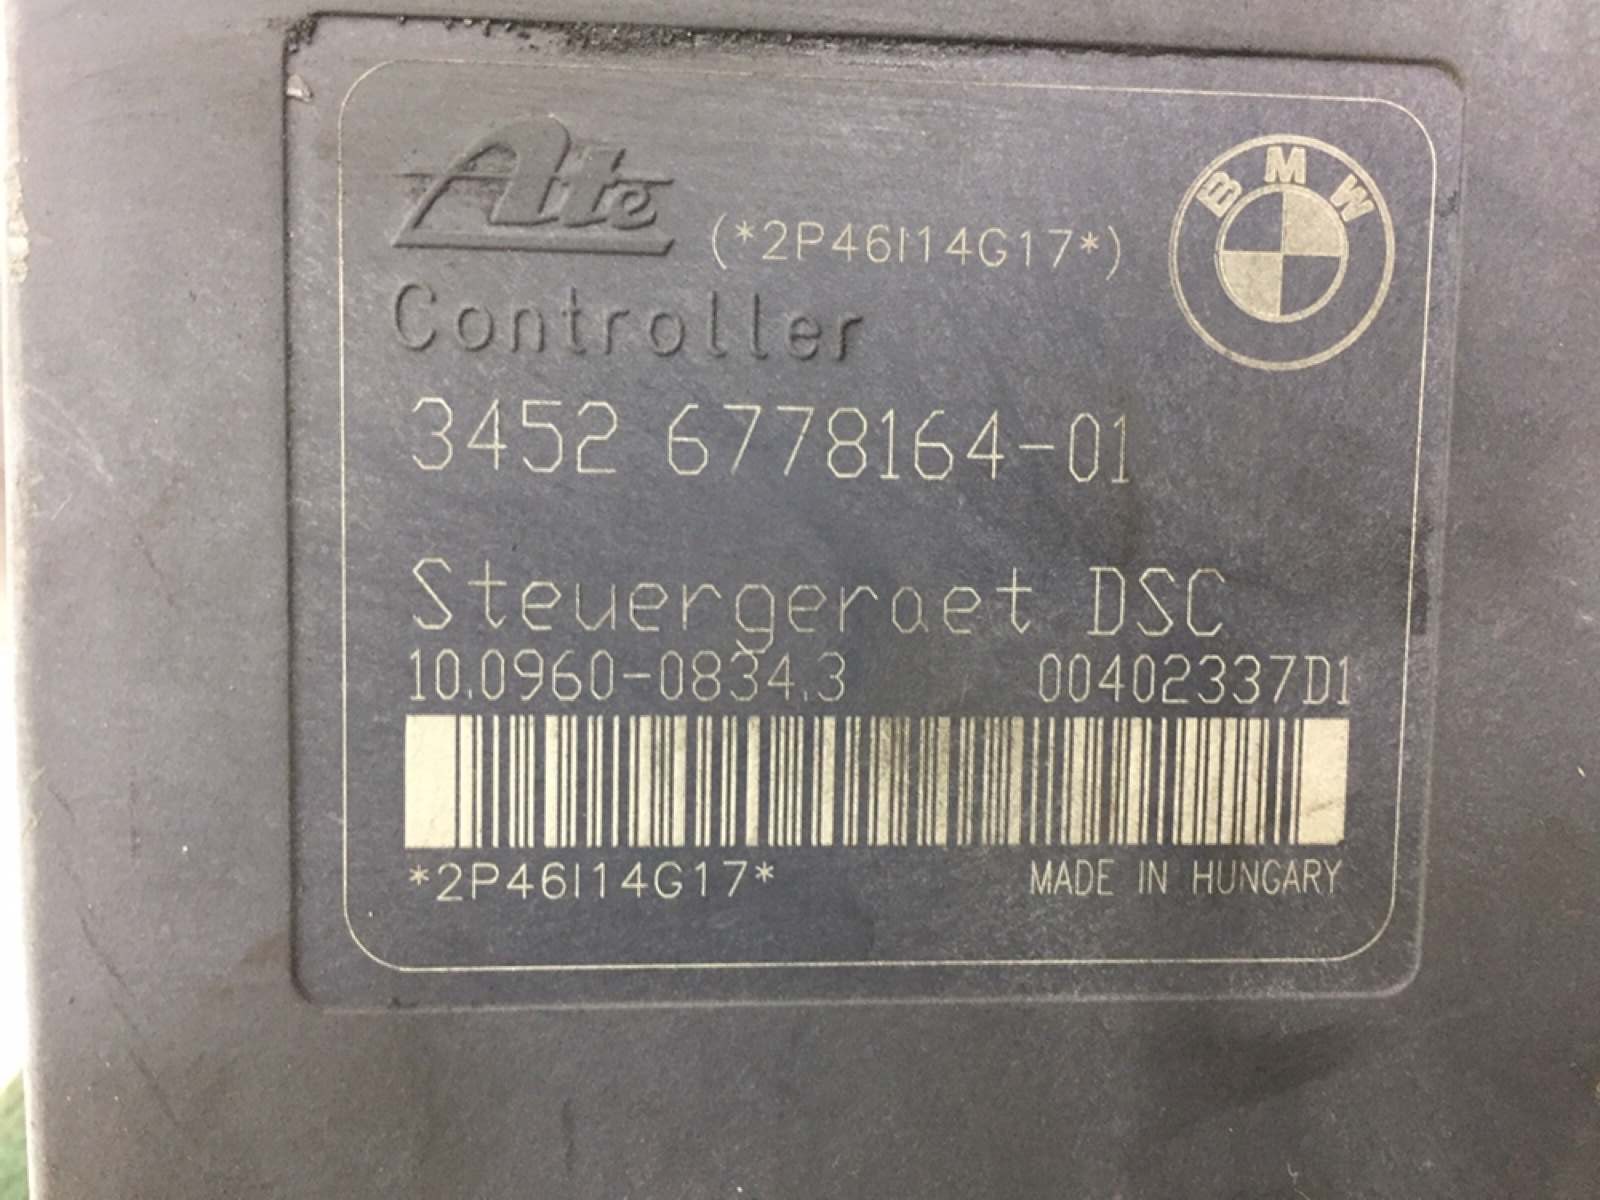 Ate (*2P46I14G17*)
BMW
Controller
3452 6778164-01
Steuergeraet DSC
10.0960-0834.3 00402337D1
*2P46I14G17* MADE IN HUNGARY